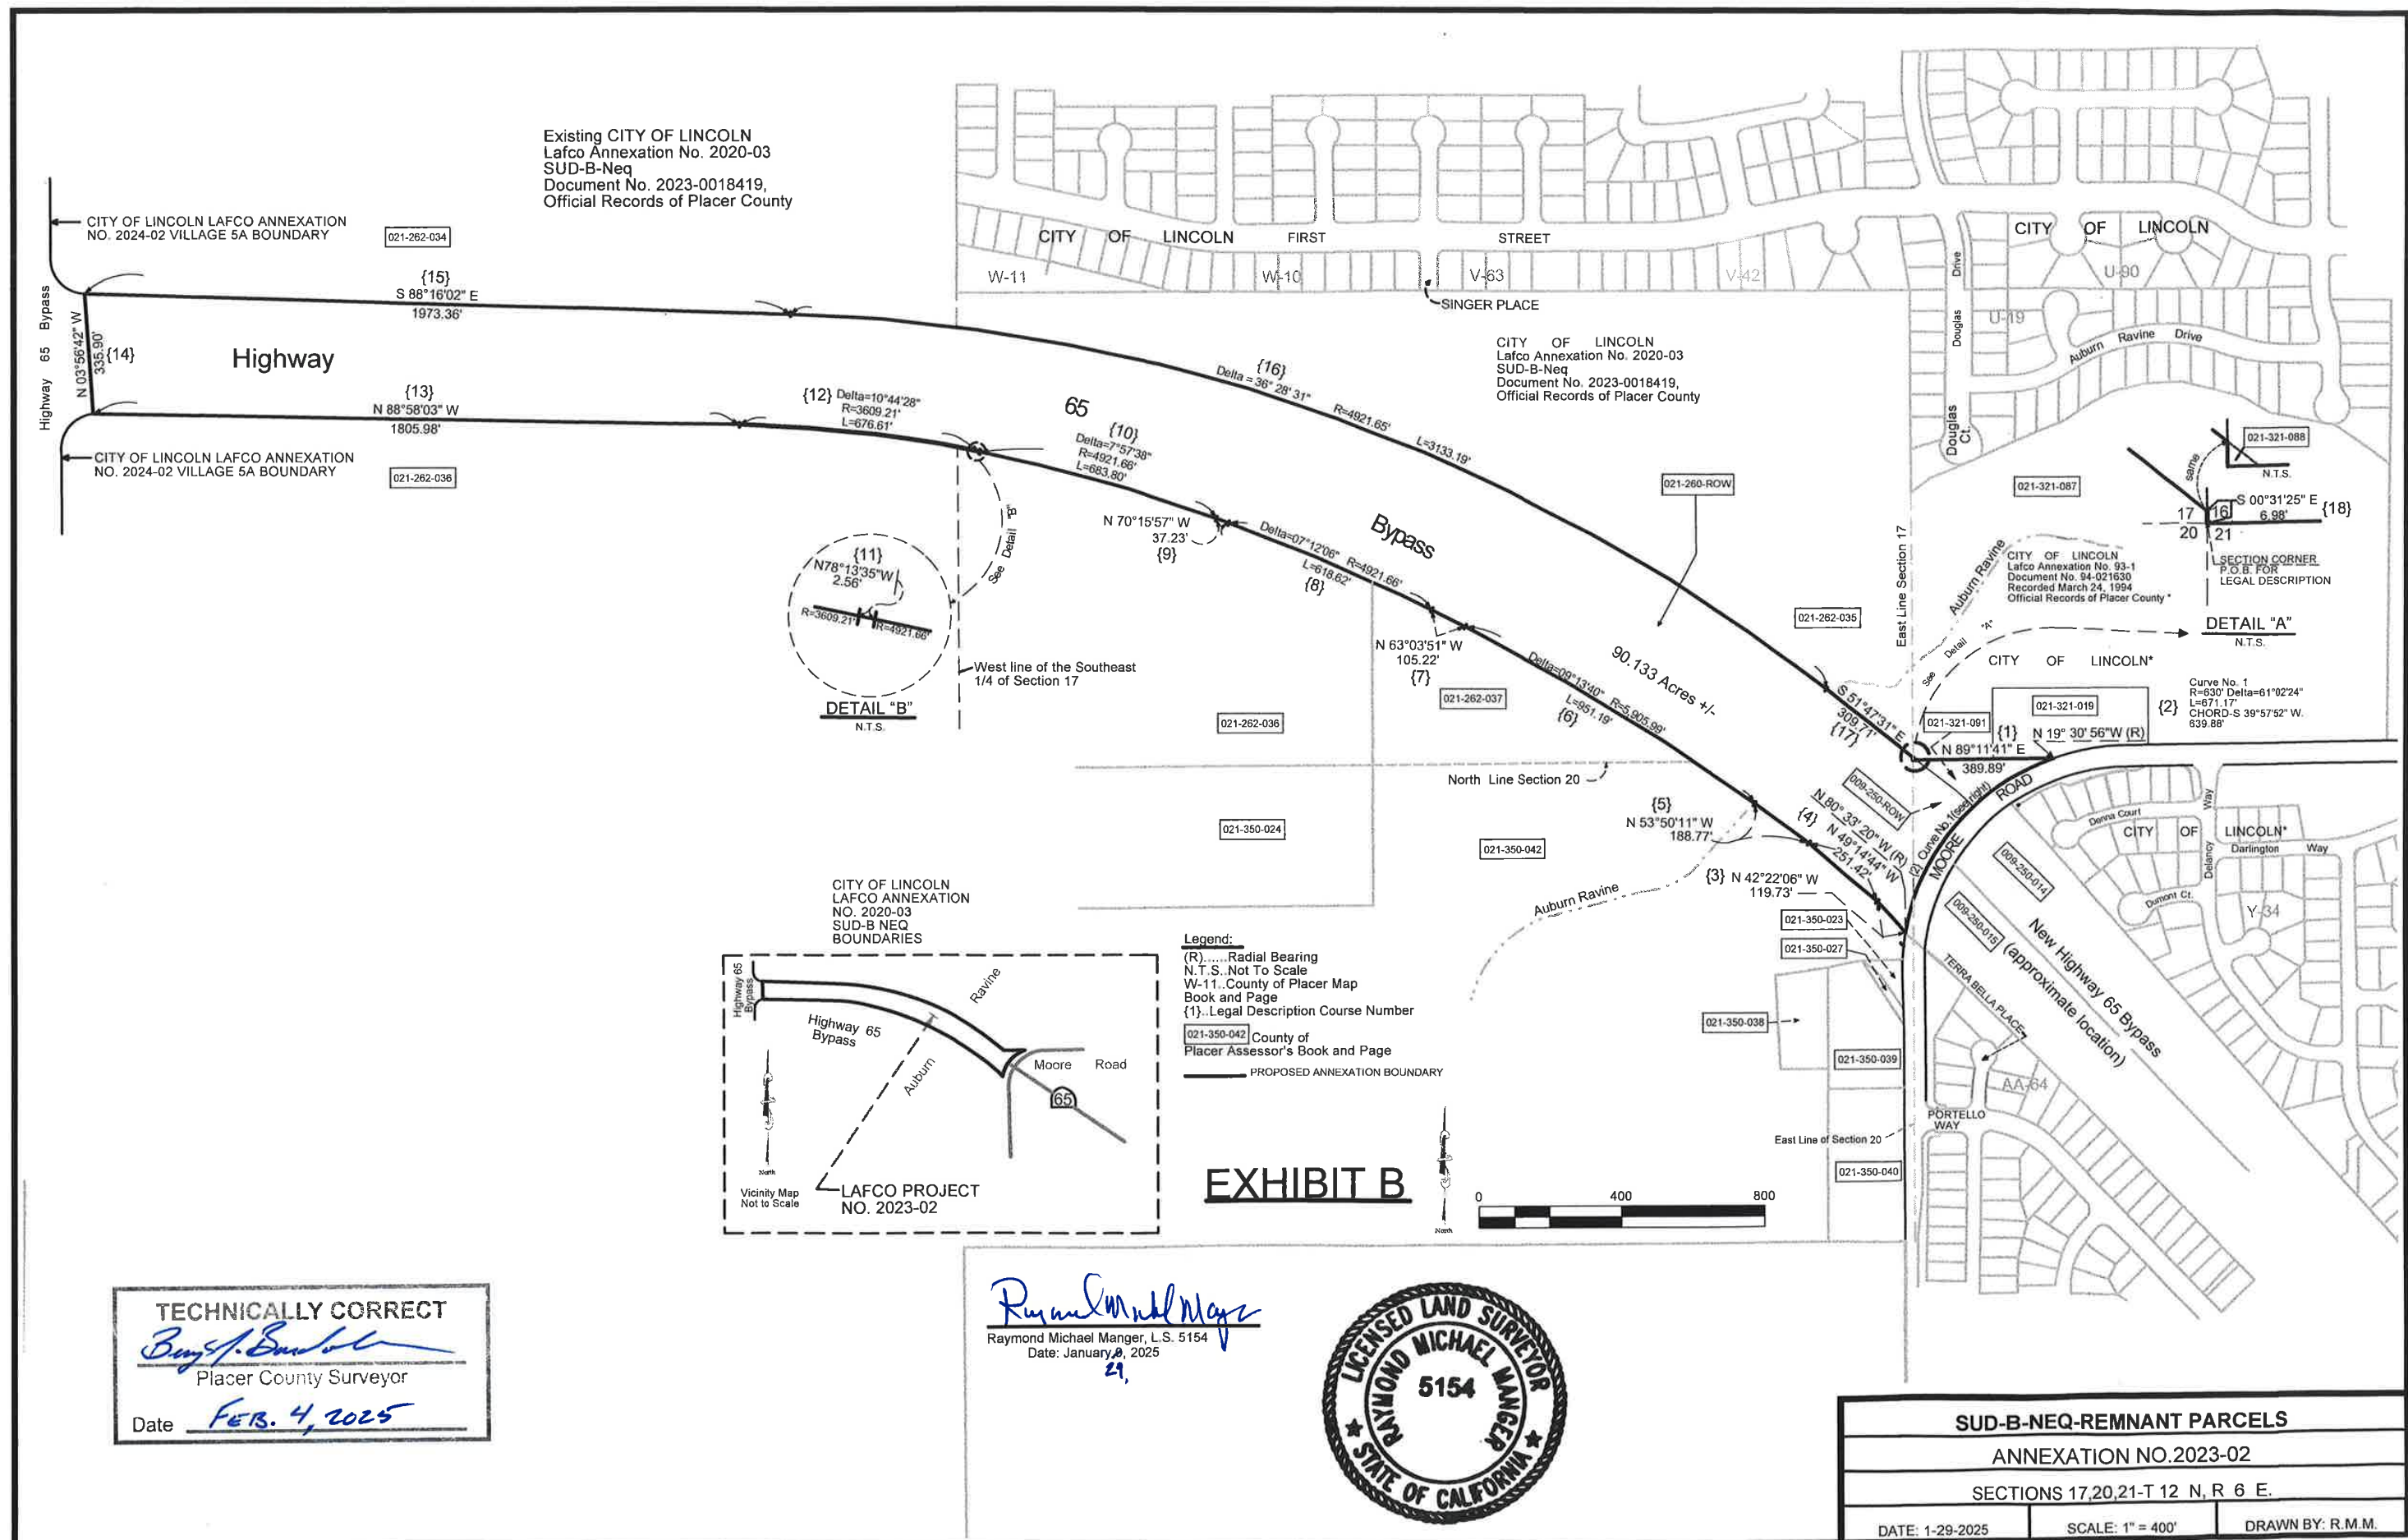 Existing CITY OF LINCOLN
Lafco Annexation No. 2020-03
SUD-B-Neq
Document No. 2023-0018419,
Official Records of Placer County
CITY OF LINCOLN LAFCO ANNEXATION
NO. 2024-02 VILLAGE 5A BOUNDARY
021-262-034
{15}
S 88°16'02" E
1973.36'
Highway 65 Bypass
N 03°56'42" W
335.90'
{14}
Highway
{13}
N 88°58'03" W
1805.98'
CITY OF LINCOLN LAFCO ANNEXATION
NO. 2024-02 VILLAGE 5A BOUNDARY
021-262-036
{12} Delta=10°44'28"
R=3609.21'
L=676.61'
65
{10}
Delta=7°57'38"
R=4921.66'
L=683.80'
{16}
Delta = 36° 28' 31"
R=4921.65'
L=3133.19'
CITY OF LINCOLN
FIRST STREET
W-11
W-10
V-63
V-42
SINGER PLACE
CITY OF LINCOLN
Lafco Annexation No. 2020-03
SUD-B-Neq
Document No. 2023-0018419,
Official Records of Placer County
CITY OF LINCOLN
U-90
U-19
Douglas Drive
Auburn Ravine Drive
Douglas
Ct.
021-321-088
same
N.T.S.
021-321-087
S 00°31'25" E
6.98'
{18}
17 16
20 21
SECTION CORNER
P.O.B. FOR
LEGAL DESCRIPTION
DETAIL "A"
N.T.S.
East Line Section 17
Auburn Ravine
CITY OF LINCOLN
Lafco Annexation No. 93-1
Document No. 94-021630
Recorded March 24, 1994
Official Records of Placer County *
See Detail "A"
CITY OF LINCOLN*
021-260-ROW
Bypass
021-262-035
N 70°15'57" W
37.23'
{9}
Delta=07°12'06" R=4921.66'
L=618.62'
{8}
See Detail "B"
{11}
N78°13'35"W
2.56'
R=3609.21'
R=4921.66'
DETAIL "B"
N.T.S.
West line of the Southeast
1/4 of Section 17
N 63°03'51" W
105.22'
{7}
90.133 Acres +/-
021-262-037
021-262-036
Delta=09°13'40" R=5,905.99'
L=951.19'
{6}
S 51°47'31" E
309.71'
{17}
021-321-091
021-321-019
{1} N 19° 30' 56"W (R)
N 89°11'41" E
389.89'
{2}
Curve No. 1
R=630' Delta=61°02'24"
L=671.17'
CHORD-S 39°57'52" W.
639.88'
North Line Section 20
{5}
N 53°50'11" W
188.77'
009-250-ROW
N 80° 33' 20" W (R)
{4} N 49°14'44" W
251.42'
(2) Curve No.1(see right)
MOORE ROAD
021-350-024
021-350-042
{3} N 42°22'06" W
119.73'
Auburn Ravine
021-350-023
021-350-027
021-350-038
021-350-039
021-350-040
East Line of Section 20
Donna Court
CITY OF LINCOLN*
Delancy Way
Darlington Way
Dumont Ct.
Y-34
009-250-014
009-250-015
New Highway 65 Bypass
(approximate location)
TERRA BELLA PLACE
AA-64
PORTELLO
WAY
CITY OF LINCOLN
LAFCO ANNEXATION
NO. 2020-03
SUD-B NEQ
BOUNDARIES
Highway 65
Bypass
Highway 65
Bypass
Ravine
Auburn
Moore Road
65
North
Vicinity Map
Not to Scale
LAFCO PROJECT
NO. 2023-02
Legend:
(R)......Radial Bearing
N.T.S..Not To Scale
W-11..County of Placer Map
Book and Page
{1}..Legal Description Course Number
021-350-042 County of
Placer Assessor's Book and Page
PROPOSED ANNEXATION BOUNDARY
EXHIBIT B
North
0 400 800
TECHNICALLY CORRECT
Placer County Surveyor
Date FEB. 4, 2025
Raymond Michael Manger, L.S. 5154
Date: January 9, 2025
29,
LICENSED LAND SURVEYOR
RAYMOND MICHAEL MANGER
5154
STATE OF CALIFORNIA
SUD-B-NEQ-REMNANT PARCELS
ANNEXATION NO.2023-02
SECTIONS 17,20,21-T 12 N, R 6 E.
DATE: 1-29-2025
SCALE: 1" = 400'
DRAWN BY: R.M.M.